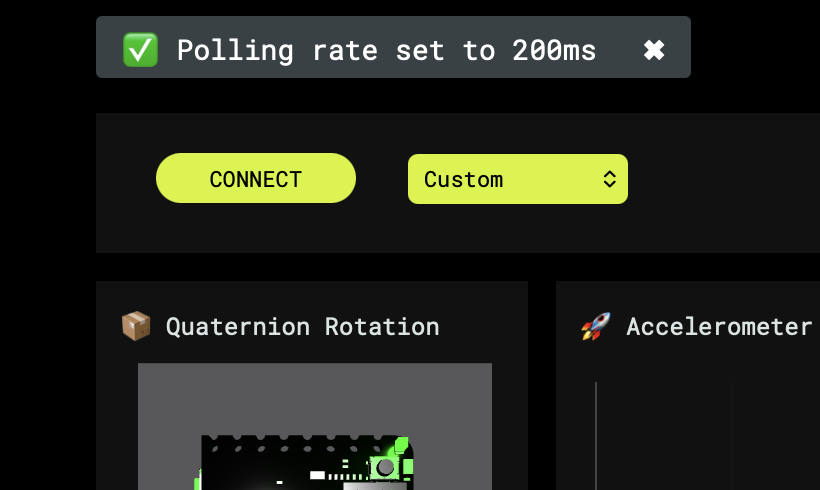 ✅ Polling rate set to 200ms ✖
CONNECT
Custom
📦 Quaternion Rotation
🚀 Accelerometer